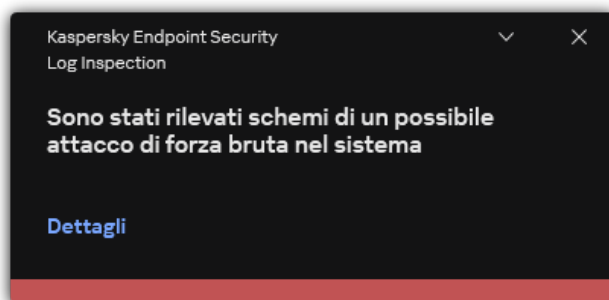 Kaspersky Endpoint Security
Log Inspection
Sono stati rilevati schemi di un possibile
attacco di forza bruta nel sistema
Dettagli